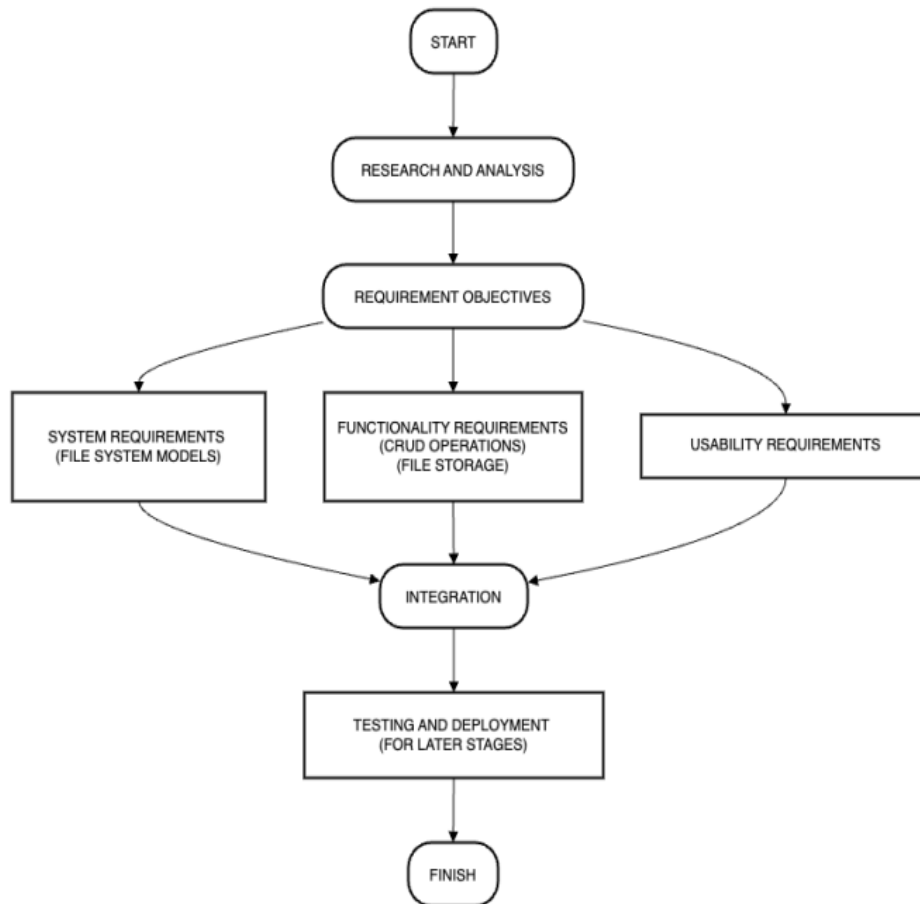 START
RESEARCH AND ANALYSIS
REQUIREMENT OBJECTIVES
SYSTEM REQUIREMENTS
(FILE SYSTEM MODELS)
FUNCTIONALITY REQUIREMENTS
(CRUD OPERATIONS)
(FILE STORAGE)
USABILITY REQUIREMENTS
INTEGRATION
TESTING AND DEPLOYMENT
(FOR LATER STAGES)
FINISH